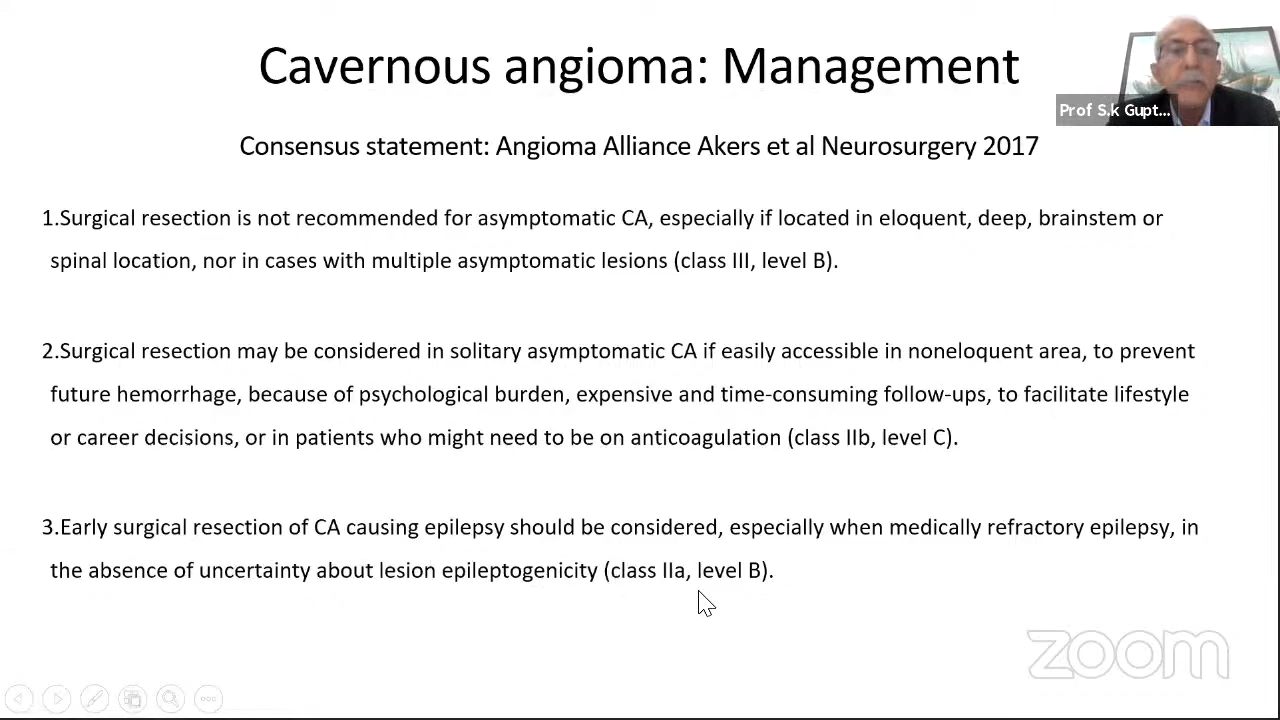 Cavernous angioma: Management
Prof S.k Gupt...
Consensus statement: Angioma Alliance Akers et al Neurosurgery 2017
1.Surgical resection is not recommended for asymptomatic CA, especially if located in eloquent, deep, brainstem or
spinal location, nor in cases with multiple asymptomatic lesions (class III, level B).
2.Surgical resection may be considered in solitary asymptomatic CA if easily accessible in noneloquent area, to prevent
future hemorrhage, because of psychological burden, expensive and time-consuming follow-ups, to facilitate lifestyle
or career decisions, or in patients who might need to be on anticoagulation (class IIb, level C).
3.Early surgical resection of CA causing epilepsy should be considered, especially when medically refractory epilepsy, in
the absence of uncertainty about lesion epileptogenicity (class IIa, level B).
zoom